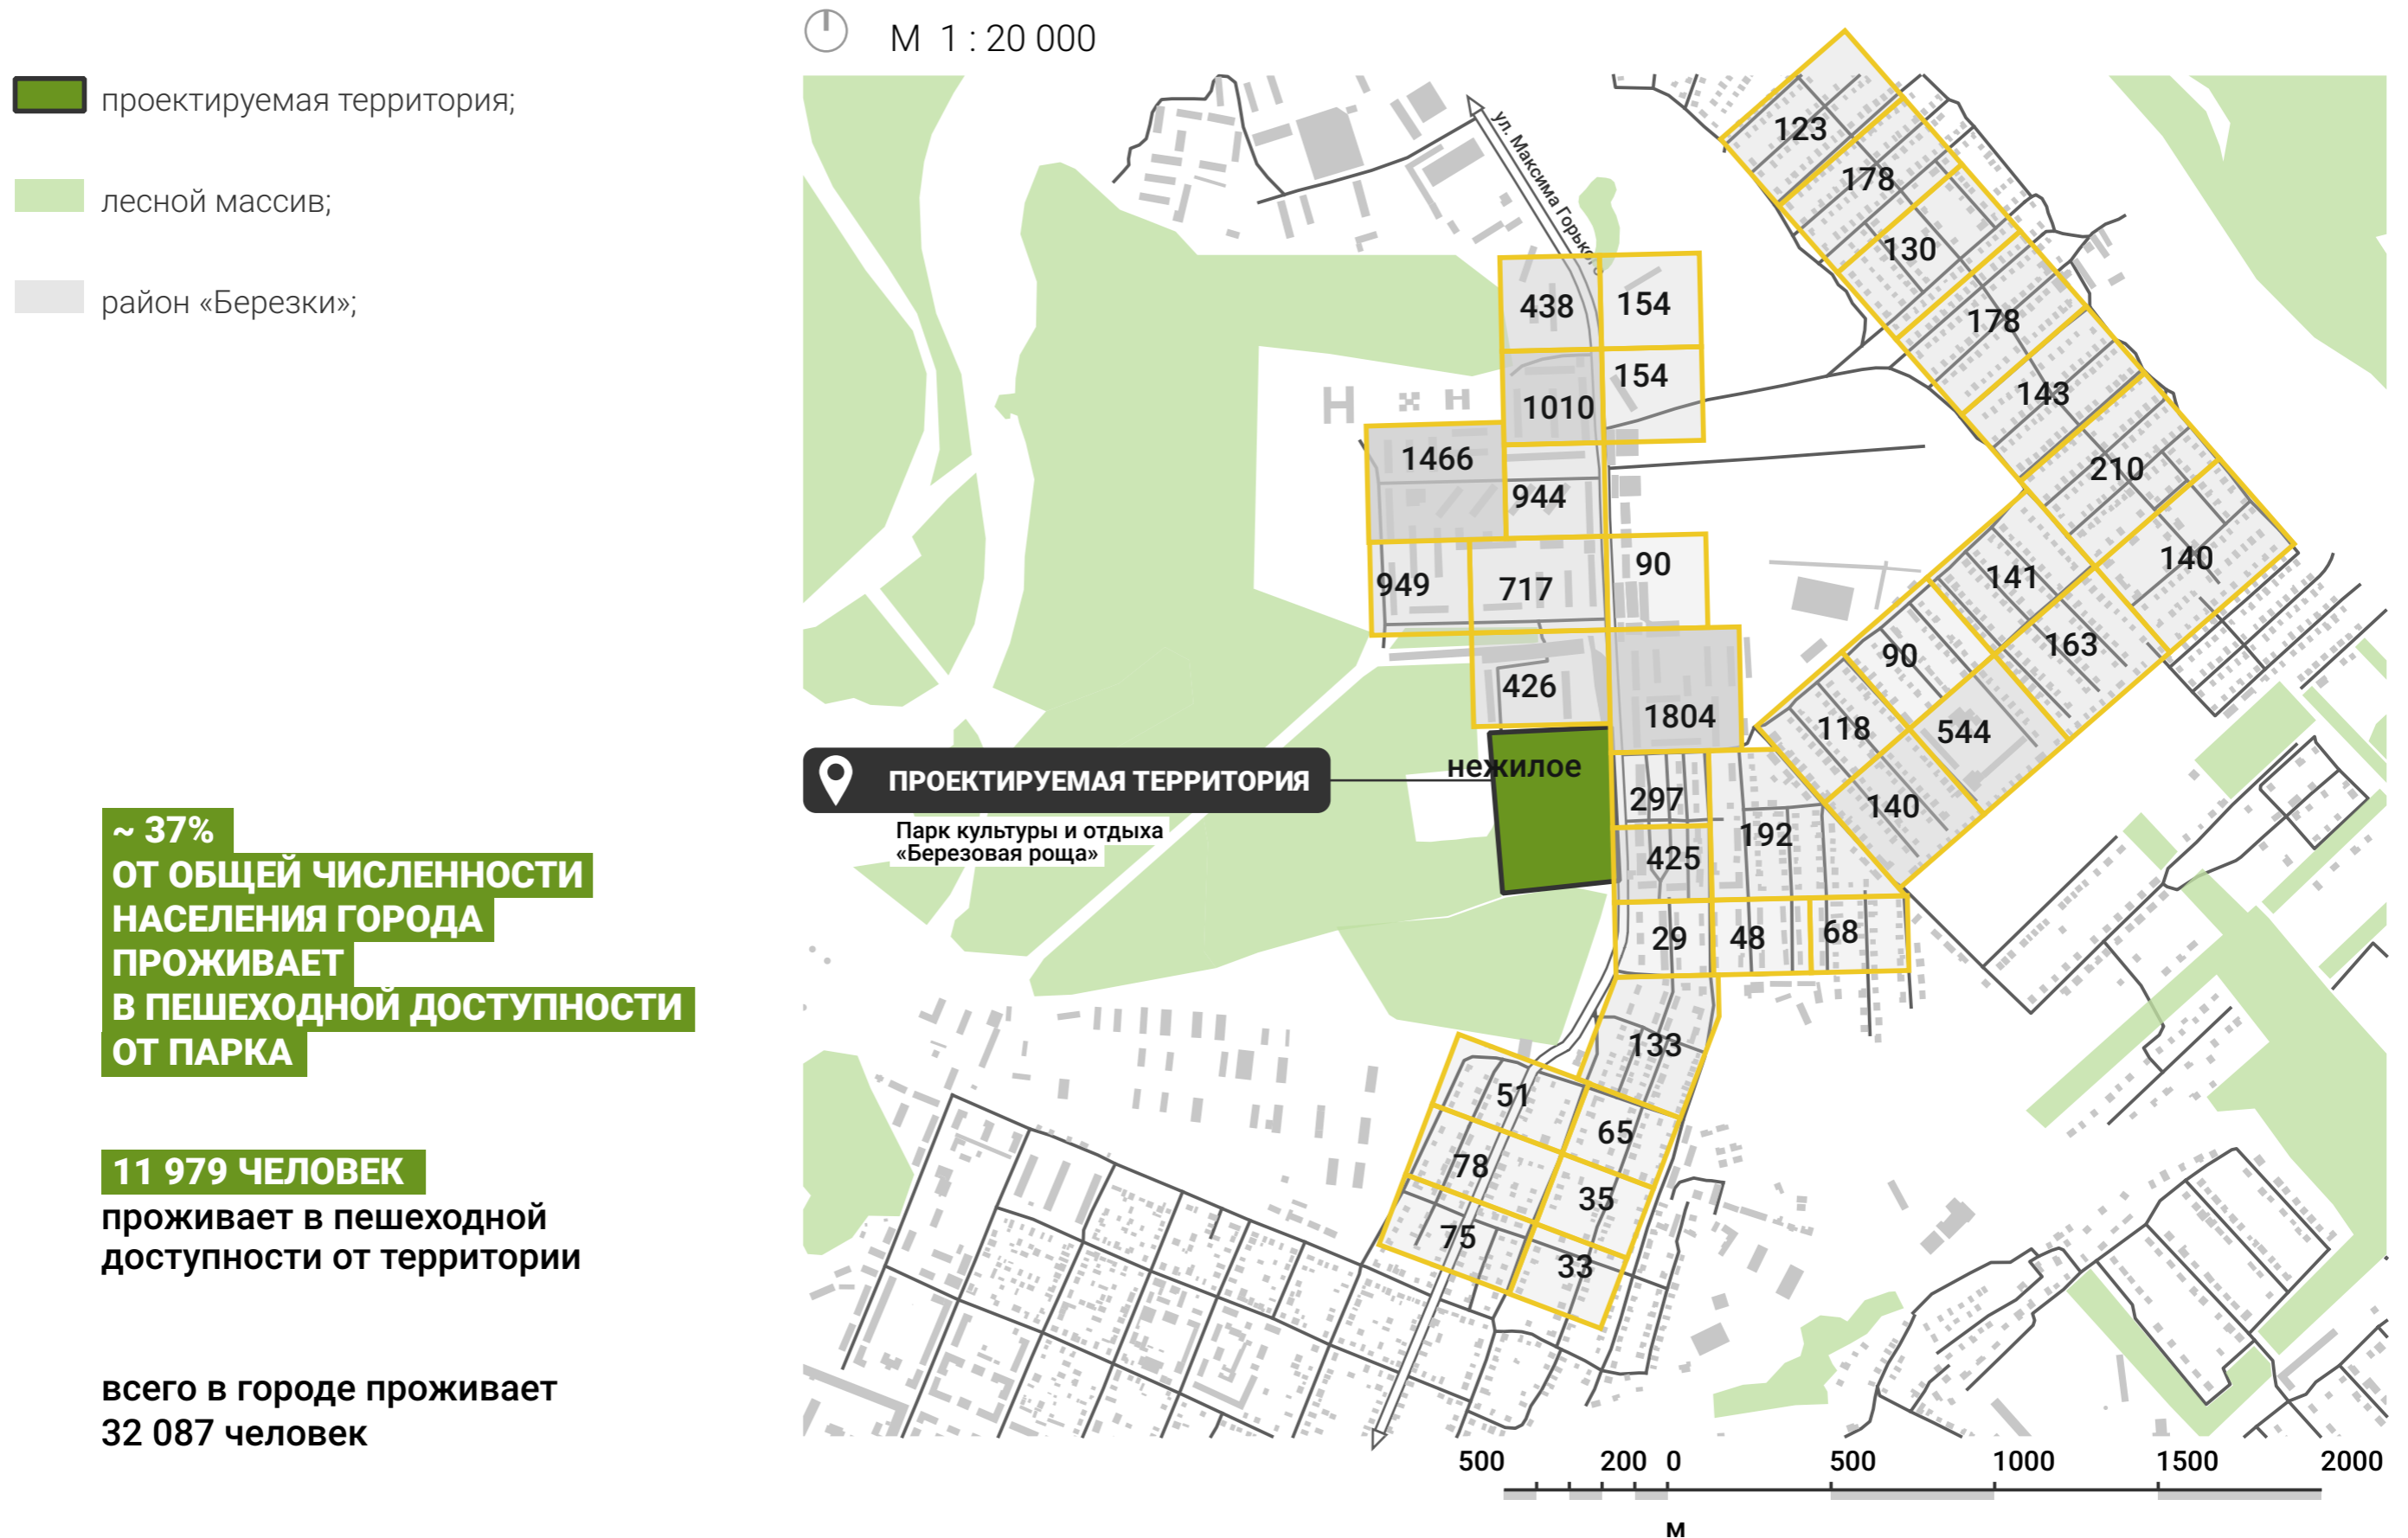 М 1 : 20 000
проектируемая территория;
лесной массив;
район «Березки»;
~ 37%
ОТ ОБЩЕЙ ЧИСЛЕННОСТИ
НАСЕЛЕНИЯ ГОРОДА
ПРОЖИВАЕТ
В ПЕШЕХОДНОЙ ДОСТУПНОСТИ
ОТ ПАРКА
11 979 ЧЕЛОВЕК
проживает в пешеходной
доступности от территории
всего в городе проживает
32 087 человек
ул. Максима Горького
123
178
130
178
143
210
140
438
154
1010
154
1466
944
949
717
90
426
1804
141
163
90
118
544
140
ПРОЕКТИРУЕМАЯ ТЕРРИТОРИЯ
Парк культуры и отдыха
«Березовая роща»
нежилое
297
192
425
29
48
68
133
51
65
78
35
75
33
500 200 0 500 1000 1500 2000
м